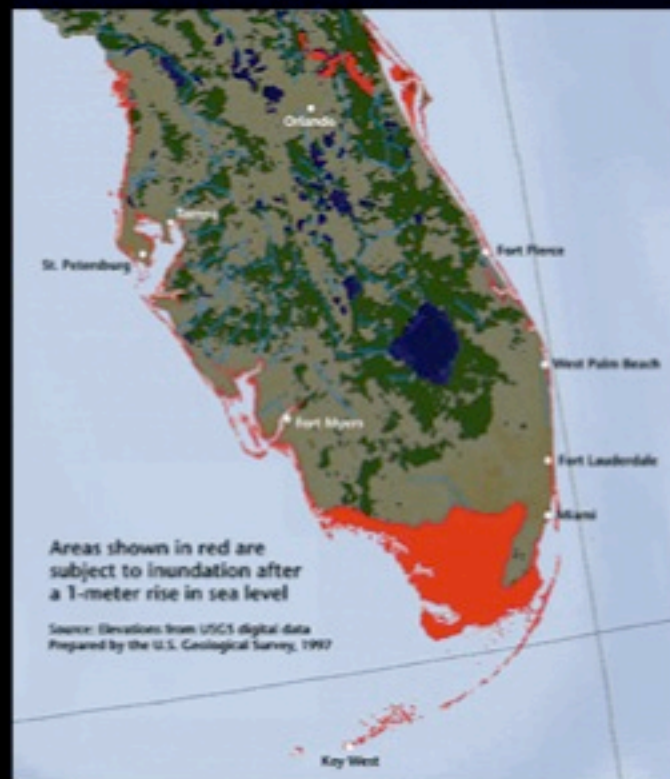 Orlando
Tampa
St. Petersburg
Fort Pierce
West Palm Beach
Fort Myers
Fort Lauderdale
Miami
Areas shown in red are
subject to inundation after
a 1-meter rise in sea level
Source: Elevations from USGS digital data
Prepared by the U.S. Geological Survey, 1997
Key West